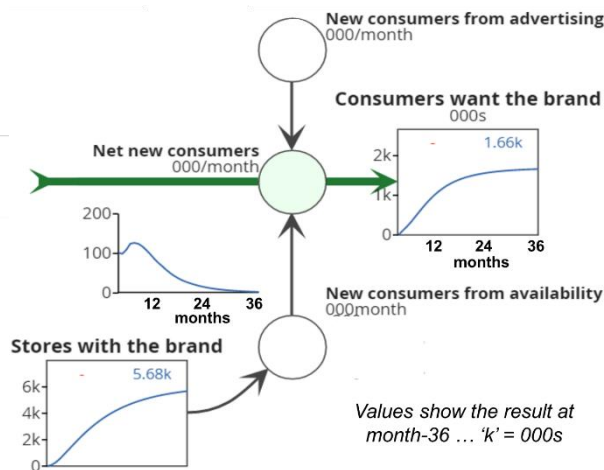 New consumers from advertising
000/month
Consumers want the brand
000s
- 1.66k
2k
1k
0
12 24 36
months
Net new consumers
000/month
200
100
0
12 24 36
months
New consumers from availability
000month
Stores with the brand
- 5.68k
6k
4k
2k
0
Values show the result at
month-36 … ‘k’ = 000s